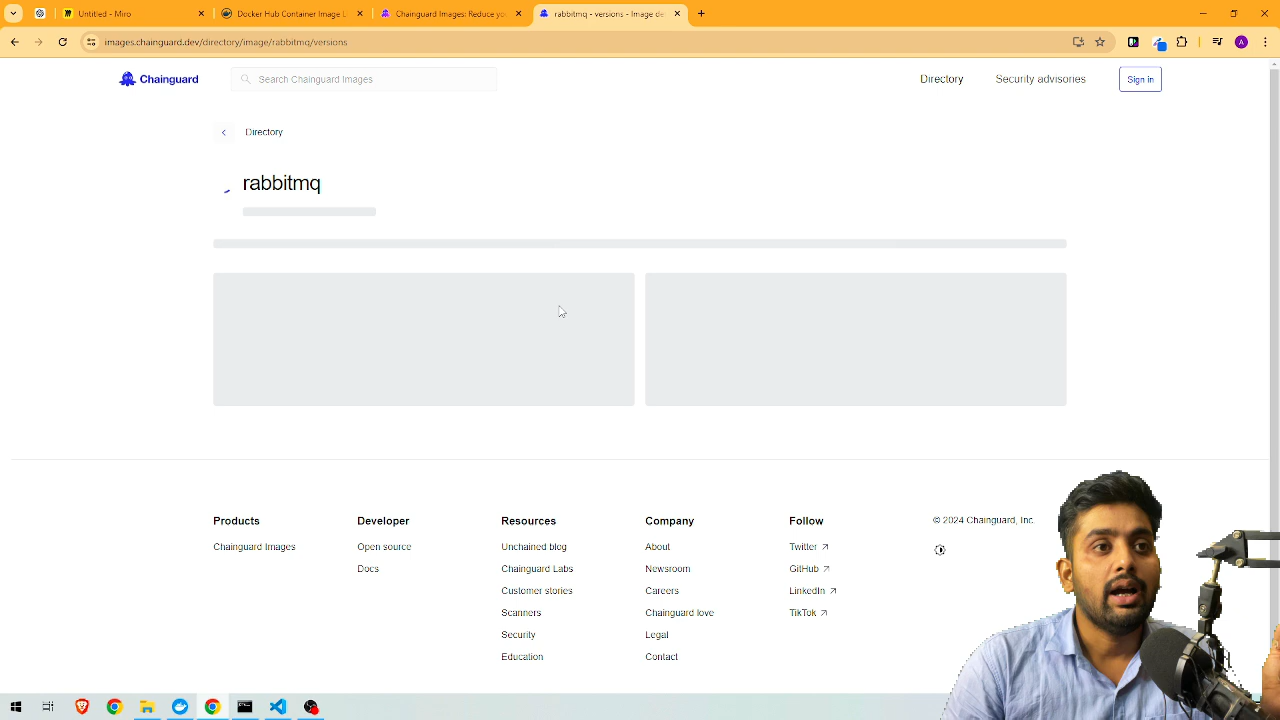 Untitled - Miro
Docker Hub Container Image L
Chainguard Images: Reduce yo
rabbitmq - versions - Image de
images.chainguard.dev/directory/image/rabbitmq/versions
A
Chainguard
Search Chainguard Images
Directory
Security advisories
Sign in
Directory
rabbitmq
Products
Developer
Resources
Company
Follow
© 2024 Chainguard, Inc.
Chainguard Images
Open source
Unchained blog
About
Twitter
Docs
Chainguard Labs
Newsroom
GitHub
Customer stories
Careers
LinkedIn
Scanners
Chainguard love
TikTok
Security
Legal
Education
Contact